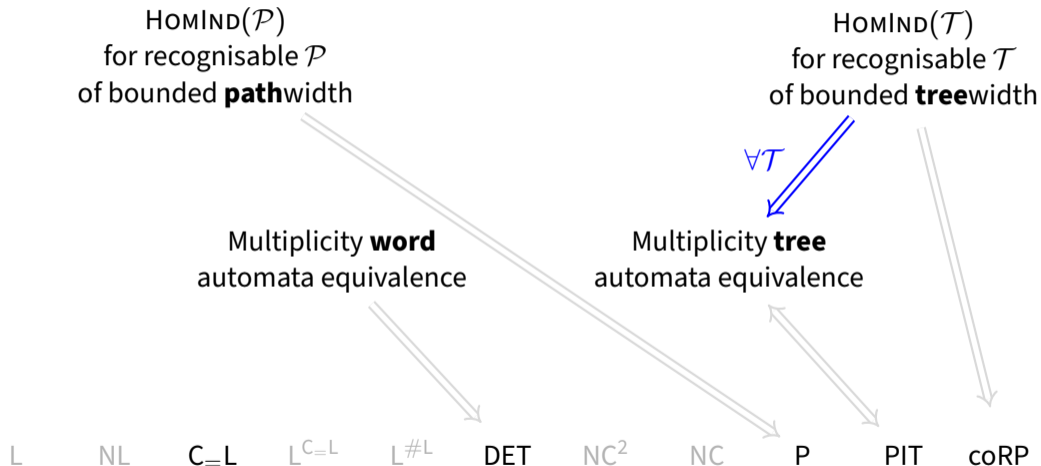 HOMIND(𝒫)
for recognisable 𝒫
of bounded pathwidth
HOMIND(𝒯)
for recognisable 𝒯
of bounded treewidth
∀𝒯
Multiplicity word
automata equivalence
Multiplicity tree
automata equivalence
L NL C₌L L^C₌L L^#L DET NC² NC P PIT coRP